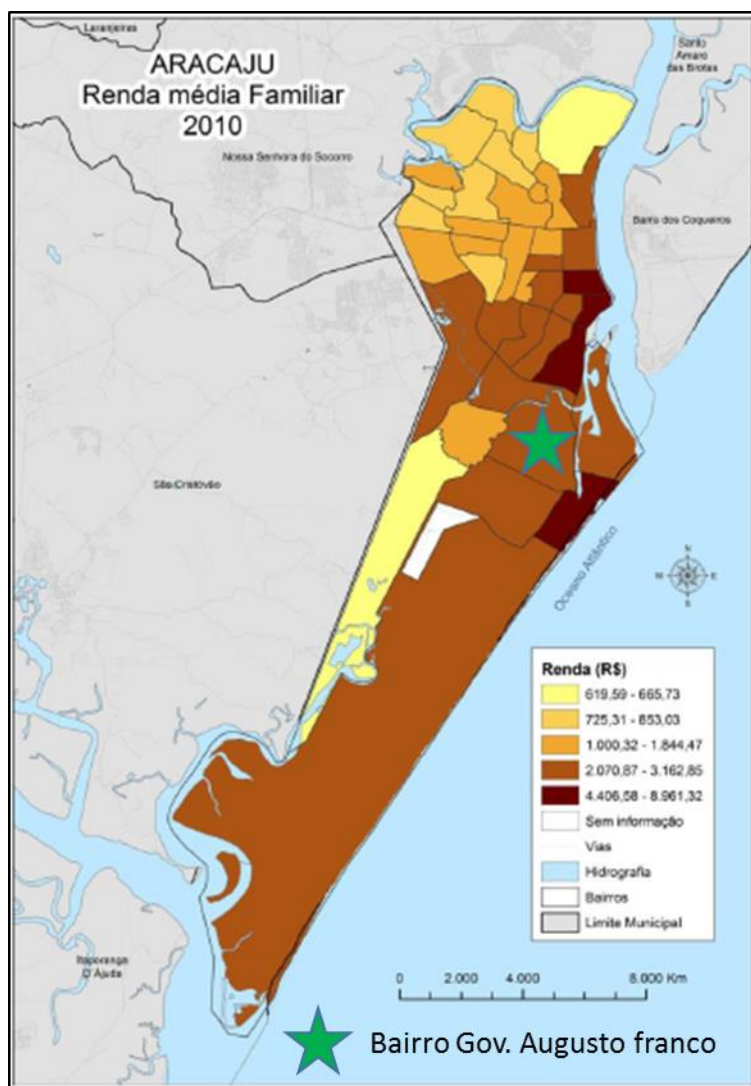 Laranjeiras
ARACAJU
Renda média Familiar
2010
Santo
Amaro
das Brotas
Nossa Senhora do Socorro
Barra dos Coqueiros
São Cristóvão
Oceano Atlântico
N
W
E
S
Renda (R$)
619,59 - 665,73
725,31 - 853,03
1.000,32 - 1.844,47
2.070,87 - 3.162,85
4.406,58 - 8.961,32
Sem informação
Vias
Hidrografia
Bairros
Limite Municipal
Itaporanga
D'Ajuda
0 2.000 4.000 8.000 Km
Bairro Gov. Augusto franco